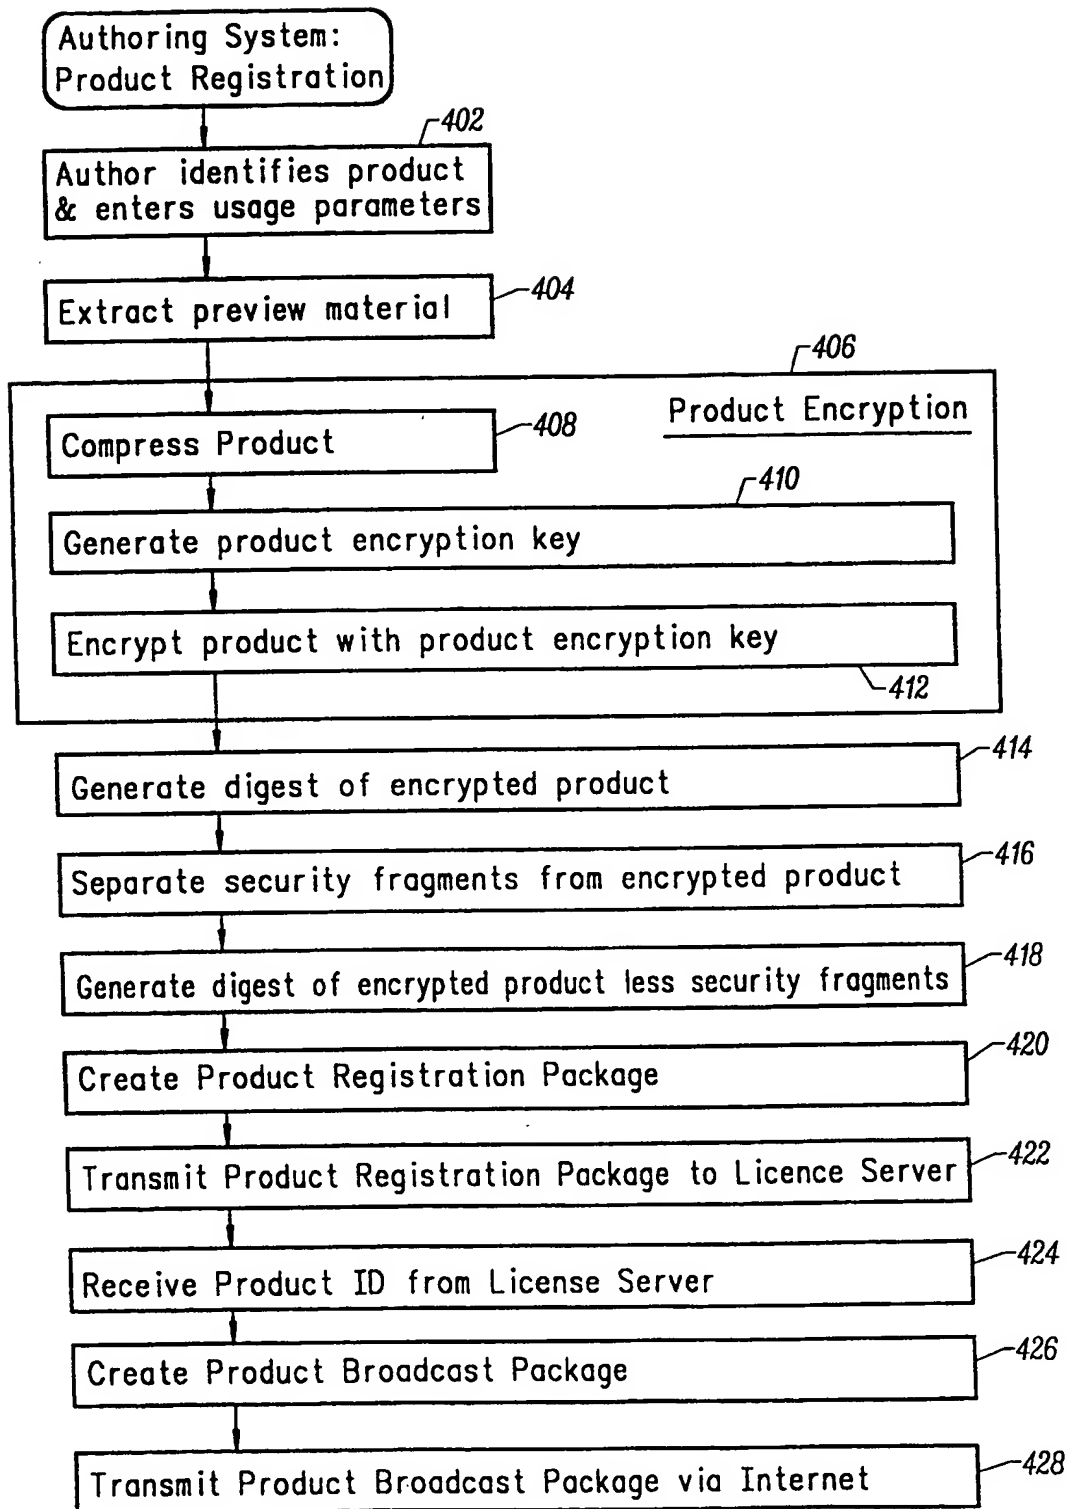 Authoring System:
Product Registration
402
Author identifies product
& enters usage parameters
404
Extract preview material
406
Product Encryption
408
Compress Product
410
Generate product encryption key
Encrypt product with product encryption key
412
414
Generate digest of encrypted product
416
Separate security fragments from encrypted product
418
Generate digest of encrypted product less security fragments
420
Create Product Registration Package
422
Transmit Product Registration Package to Licence Server
424
Receive Product ID from License Server
426
Create Product Broadcast Package
428
Transmit Product Broadcast Package via Internet